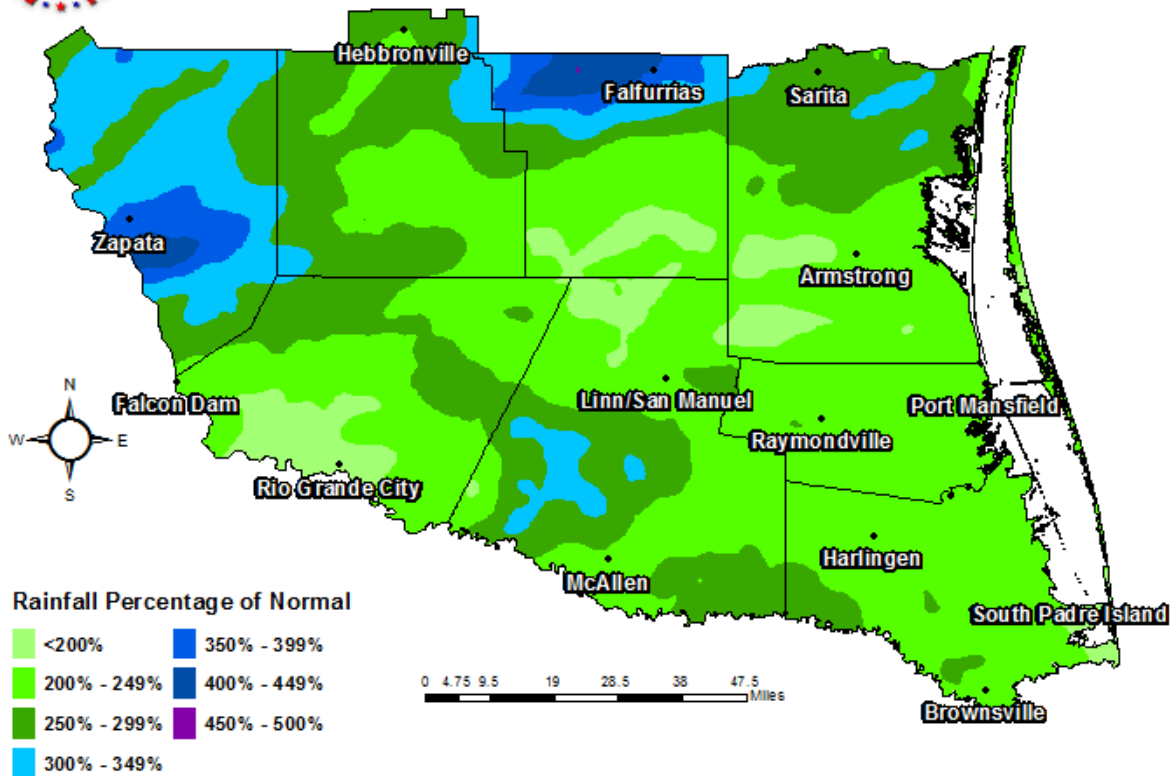 Hebbronville
Falfurrias
Sarita
Zapata
Armstrong
Falcon Dam
Linn/San Manuel
Port Mansfield
Raymondville
Rio Grande City
Harlingen
McAllen
South Padre Island
Brownsville
N
W E
S
Rainfall Percentage of Normal
<200%
200% - 249%
250% - 299%
300% - 349%
350% - 399%
400% - 449%
450% - 500%
0 4.75 9.5 19 28.5 38 47.5
Miles